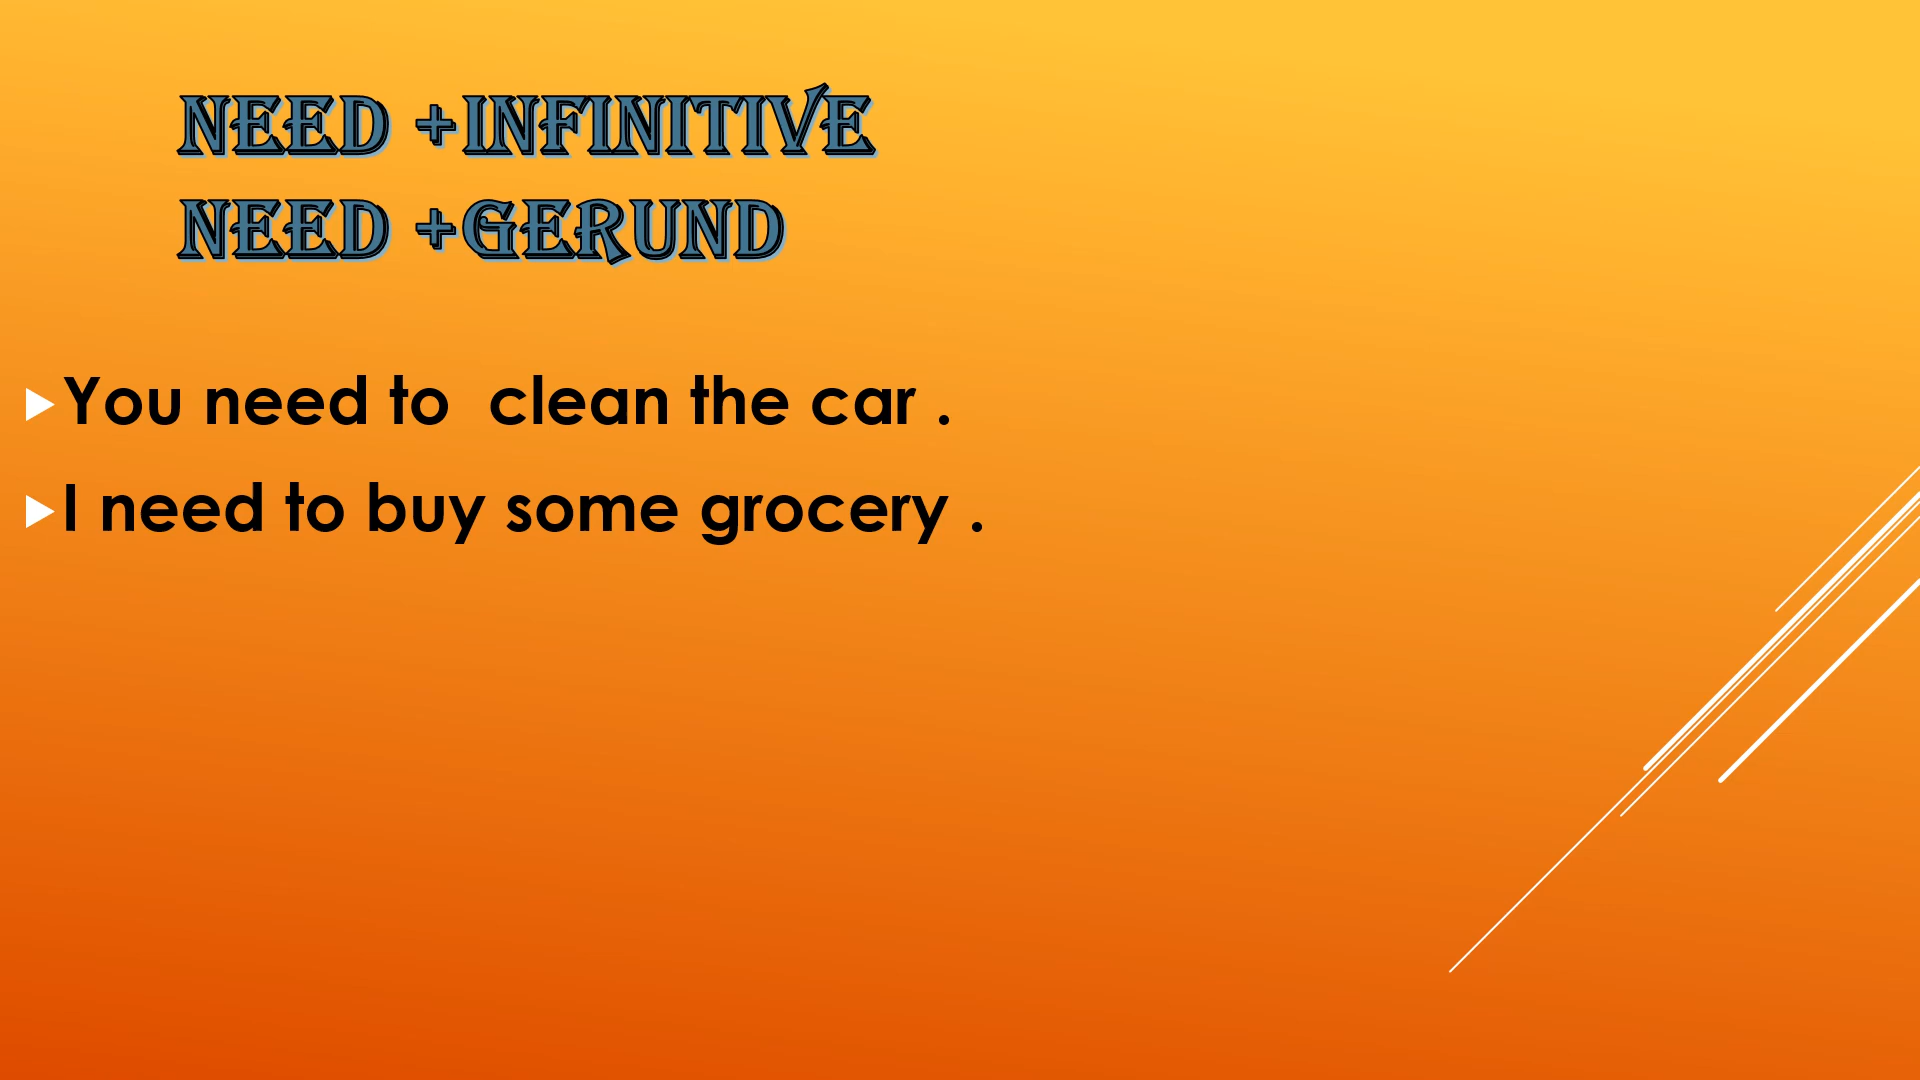 NEED +INFINITIVE
NEED +GERUND
You need to  clean the car .
I need to buy some grocery .